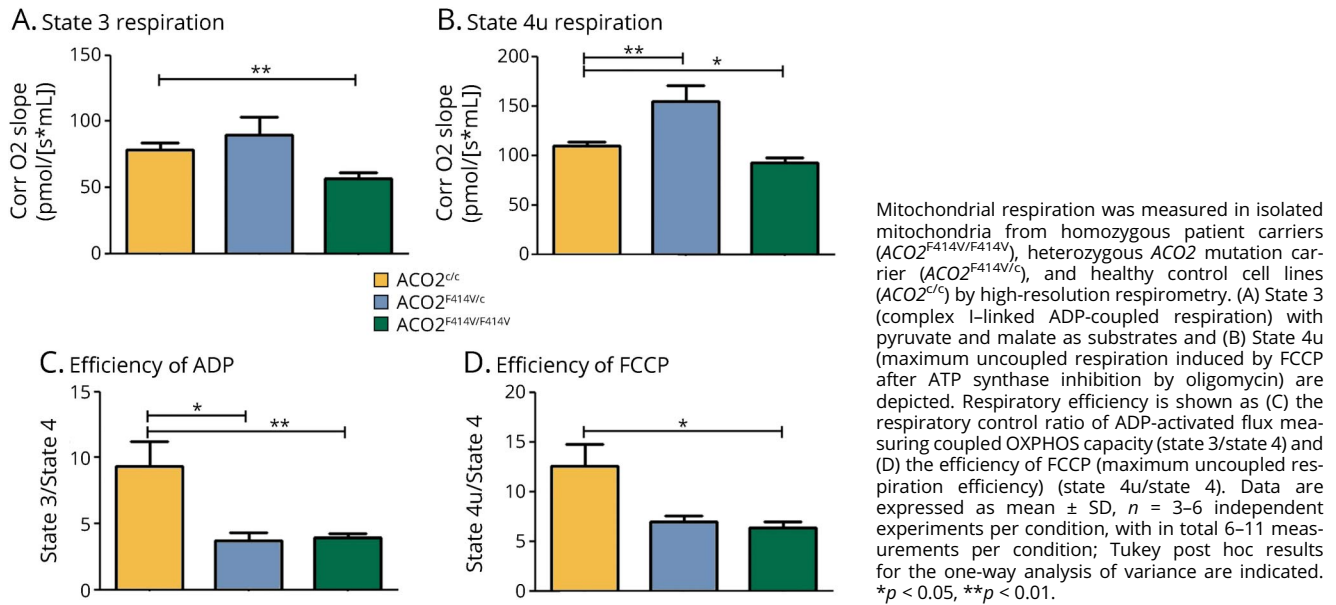 A. State 3 respiration
150
100
50
0
Corr O2 slope
(pmol/[s*mL])
**
B. State 4u respiration
200
150
100
50
0
Corr O2 slope
(pmol/[s*mL])
**
*
ACO2c/c
ACO2F414V/c
ACO2F414V/F414V
C. Efficiency of ADP
15
10
5
0
State 3/State 4
*
**
D. Efficiency of FCCP
20
15
10
5
0
State 4u/State 4
*
Mitochondrial respiration was measured in isolated
mitochondria from homozygous patient carriers
(ACO2F414V/F414V), heterozygous ACO2 mutation car-
rier (ACO2F414V/c), and healthy control cell lines
(ACO2c/c) by high-resolution respirometry. (A) State 3
(complex I–linked ADP-coupled respiration) with
pyruvate and malate as substrates and (B) State 4u
(maximum uncoupled respiration induced by FCCP
after ATP synthase inhibition by oligomycin) are
depicted. Respiratory efficiency is shown as (C) the
respiratory control ratio of ADP-activated flux mea-
suring coupled OXPHOS capacity (state 3/state 4) and
(D) the efficiency of FCCP (maximum uncoupled res-
piration efficiency) (state 4u/state 4). Data are
expressed as mean ± SD, n = 3–6 independent
experiments per condition, with in total 6–11 meas-
urements per condition; Tukey post hoc results
for the one-way analysis of variance are indicated.
*p < 0.05, **p < 0.01.